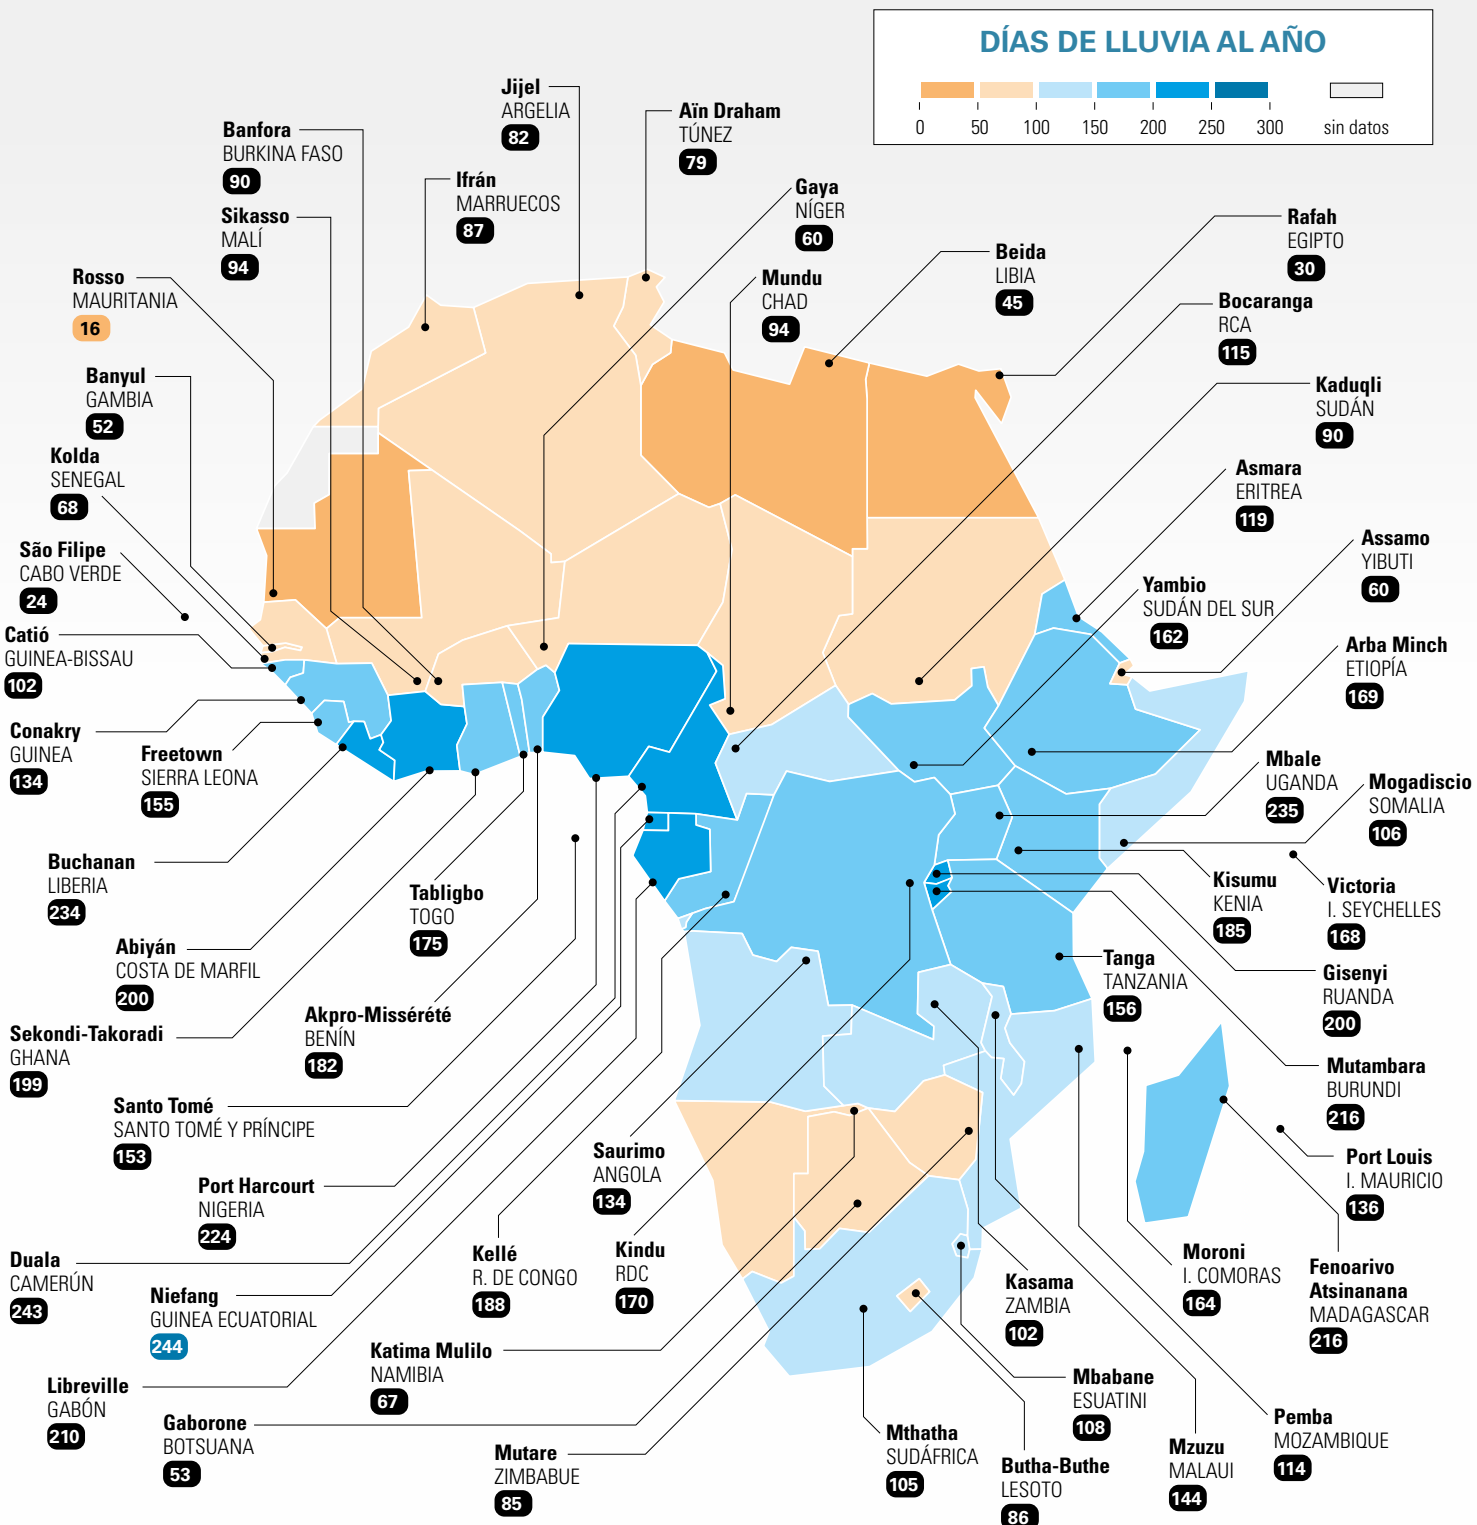 DÍAS DE LLUVIA AL AÑO
0 50 100 150 200 250 300 sin datos
Jijel
ARGELIA
82
Aïn Draham
TÚNEZ
79
Banfora
BURKINA FASO
90
Ifrán
MARRUECOS
87
Gaya
NÍGER
60
Sikasso
MALÍ
94
Rafah
EGIPTO
30
Beida
LIBIA
45
Rosso
MAURITANIA
16
Mundu
CHAD
94
Bocaranga
RCA
115
Banyul
GAMBIA
52
Kaduqli
SUDÁN
90
Kolda
SENEGAL
68
Asmara
ERITREA
119
São Filipe
CABO VERDE
24
Assamo
YIBUTI
60
Yambio
SUDÁN DEL SUR
162
Catió
GUINEA-BISSAU
102
Arba Minch
ETIOPÍA
169
Conakry
GUINEA
134
Freetown
SIERRA LEONA
155
Mbale
UGANDA
235
Mogadiscio
SOMALIA
106
Buchanan
LIBERIA
234
Tabligbo
TOGO
175
Kisumu
KENIA
185
Victoria
I. SEYCHELLES
168
Abiyán
COSTA DE MARFIL
200
Tanga
TANZANIA
156
Gisenyi
RUANDA
200
Akpro-Missérété
BENÍN
182
Sekondi-Takoradi
GHANA
199
Mutambara
BURUNDI
216
Santo Tomé
SANTO TOMÉ Y PRÍNCIPE
153
Saurimo
ANGOLA
134
Port Louis
I. MAURICIO
136
Port Harcourt
NIGERIA
224
Kellé
R. DE CONGO
188
Kindu
RDC
170
Moroni
I. COMORAS
164
Fenoarivo
Atsinanana
MADAGASCAR
216
Duala
CAMERÚN
243
Niefang
GUINEA ECUATORIAL
244
Kasama
ZAMBIA
102
Katima Mulilo
NAMIBIA
67
Mbabane
ESUATINI
108
Libreville
GABÓN
210
Gaborone
BOTSUANA
53
Mutare
ZIMBABUE
85
Mthatha
SUDÁFRICA
105
Butha-Buthe
LESOTO
86
Mzuzu
MALAUI
144
Pemba
MOZAMBIQUE
114